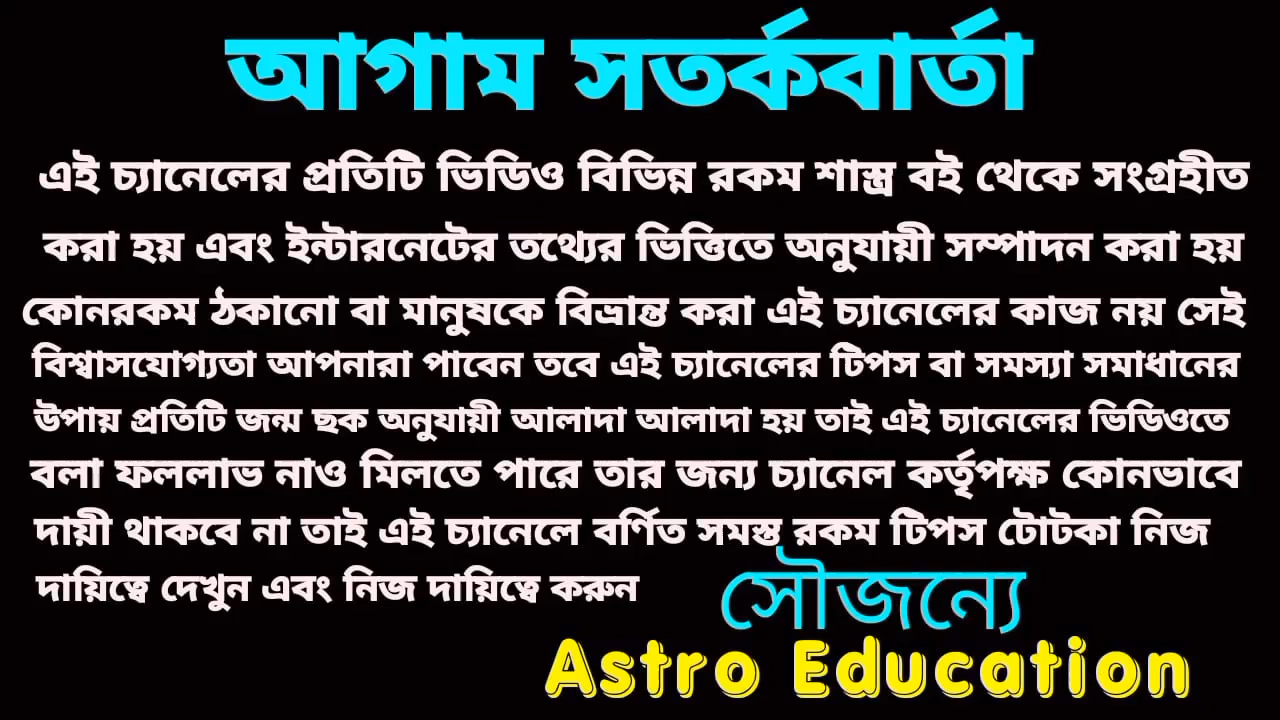 আগাম সতর্কবার্তা
এই চ্যানেলের প্রতিটি ভিডিও বিভিন্ন রকম শাস্ত্র বই থেকে সংগ্রহীত
করা হয় এবং ইন্টারনেটের তথ্যের ভিত্তিতে অনুযায়ী সম্পাদন করা হয়
কোনরকম ঠকানো বা মানুষকে বিভ্রান্ত করা এই চ্যানেলের কাজ নয় সেই
বিশ্বাসযোগ্যতা আপনারা পাবেন তবে এই চ্যানেলের টিপস বা সমস্যা সমাধানের
উপায় প্রতিটি জন্ম ছক অনুযায়ী আলাদা আলাদা হয় তাই এই চ্যানেলের ভিডিওতে
বলা ফললাভ নাও মিলতে পারে তার জন্য চ্যানেল কর্তৃপক্ষ কোনভাবে
দায়ী থাকবে না তাই এই চ্যানেলে বর্ণিত সমস্ত রকম টিপস টোটকা নিজ
দায়িত্বে দেখুন এবং নিজ দায়িত্বে করুন
সৌজন্যে
Astro Education